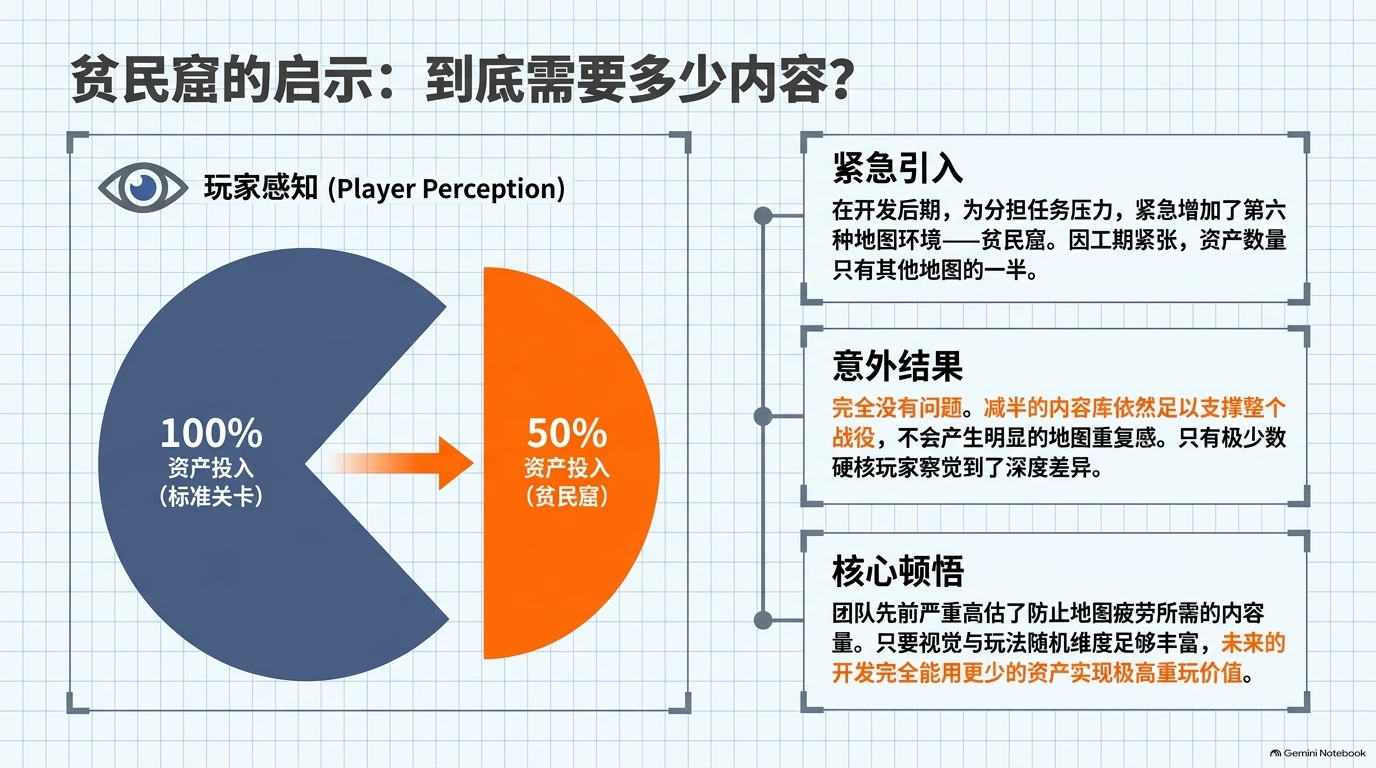 贫民窟的启示：到底需要多少内容？
玩家感知 (Player Perception)
100%
资产投入
（标准关卡）
50%
资产投入
（贫民窟）
紧急引入
在开发后期，为分担任务压力，紧急增加了第六
种地图环境——贫民窟。因工期紧张，资产数量
只有其他地图的一半。
意外结果
完全没有问题。减半的内容库依然足以支撑整个
战役，不会产生明显的地图重复感。只有极少数
硬核玩家察觉到了深度差异。
核心顿悟
团队先前严重高估了防止地图疲劳所需的内容
量。只要视觉与玩法随机维度足够丰富，未来的
开发完全能用更少的资产实现极高重玩价值。
Gemini Notebook